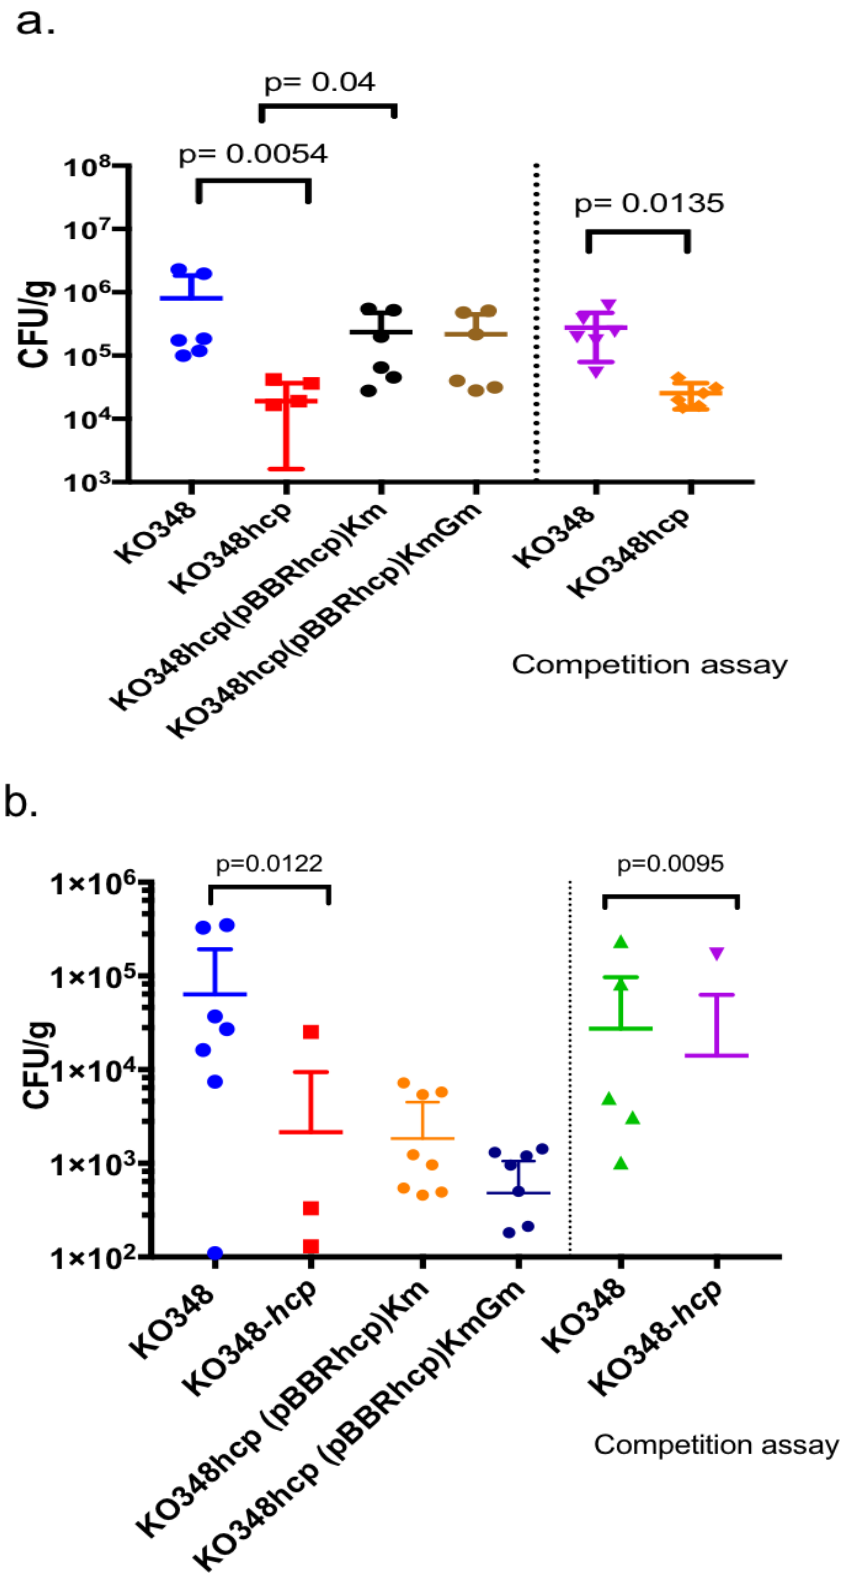 a.
p= 0.04
p= 0.0054
p= 0.0135
10⁸
10⁷
10⁶
10⁵
10⁴
10³
CFU/g
KO348
KO348hcp
KO348hcp(pBBRhcp)Km
KO348hcp(pBBRhcp)KmGm
KO348
KO348hcp
Competition assay
b.
p=0.0122
p=0.0095
1×10⁶
1×10⁵
1×10⁴
1×10³
1×10²
CFU/g
KO348
KO348-hcp
KO348hcp (pBBRhcp)Km
KO348hcp (pBBRhcp)KmGm
KO348
KO348-hcp
Competition assay